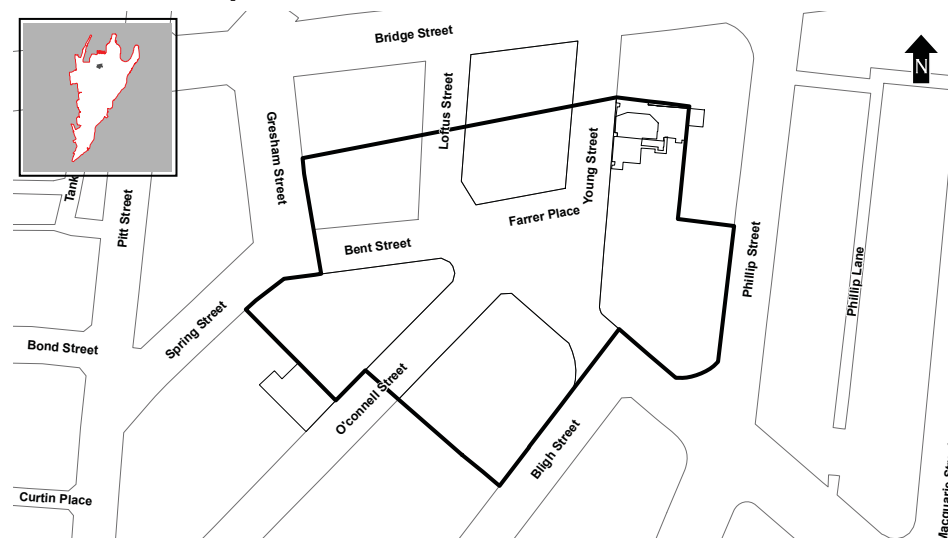 Bridge Street
N
Loftus Street
Gresham Street
Young Street
Tank
Pitt Street
Farrer Place
Bent Street
Phillip Street
Phillip Lane
Spring Street
Bond Street
O'connell Street
Bligh Street
Curtin Place